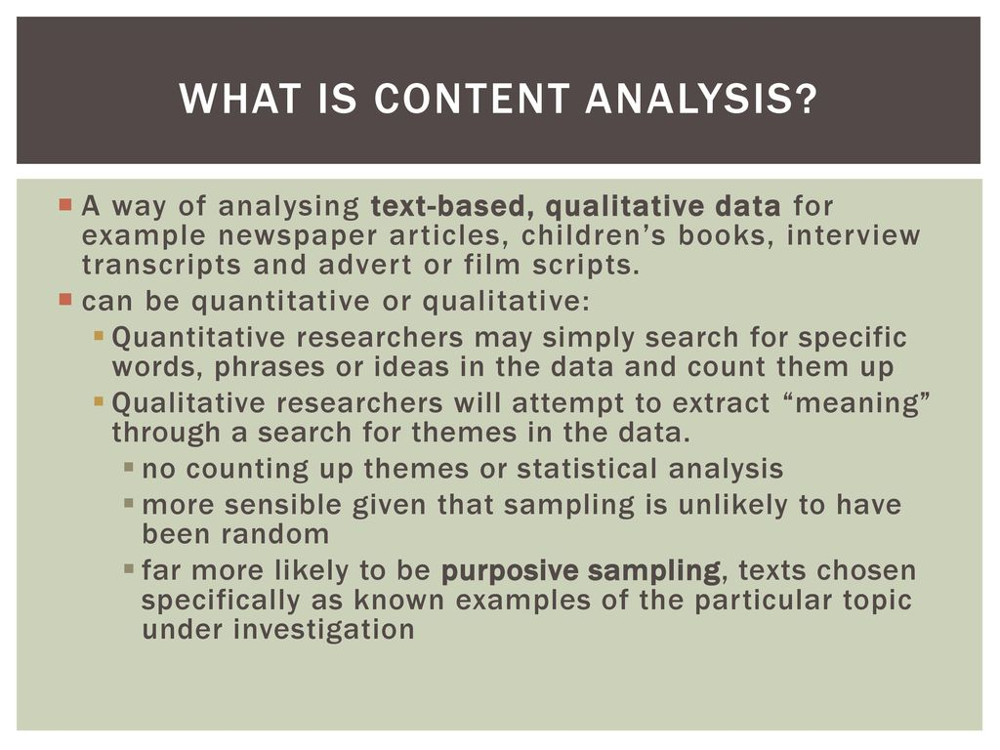 WHAT IS CONTENT ANALYSIS?
A way of analysing text-based, qualitative data for
example newspaper articles, children’s books, interview
transcripts and advert or film scripts.
can be quantitative or qualitative:
Quantitative researchers may simply search for specific
words, phrases or ideas in the data and count them up
Qualitative researchers will attempt to extract “meaning”
through a search for themes in the data.
no counting up themes or statistical analysis
more sensible given that sampling is unlikely to have
been random
far more likely to be purposive sampling, texts chosen
specifically as known examples of the particular topic
under investigation